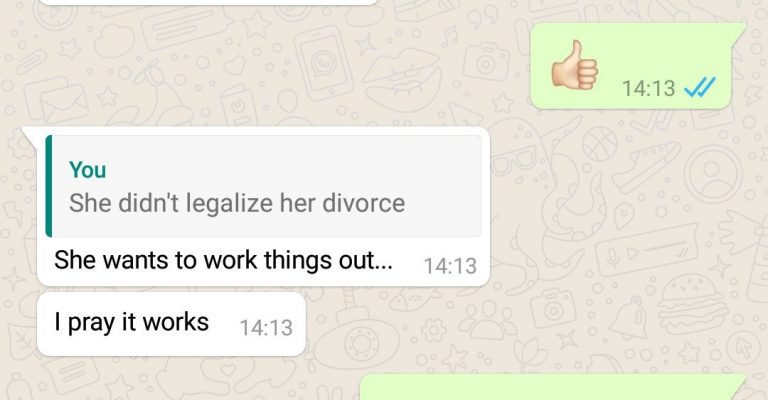 👍🏻
14:13
You
She didn't legalize her divorce
She wants to work things out... 14:13
I pray it works 14:13